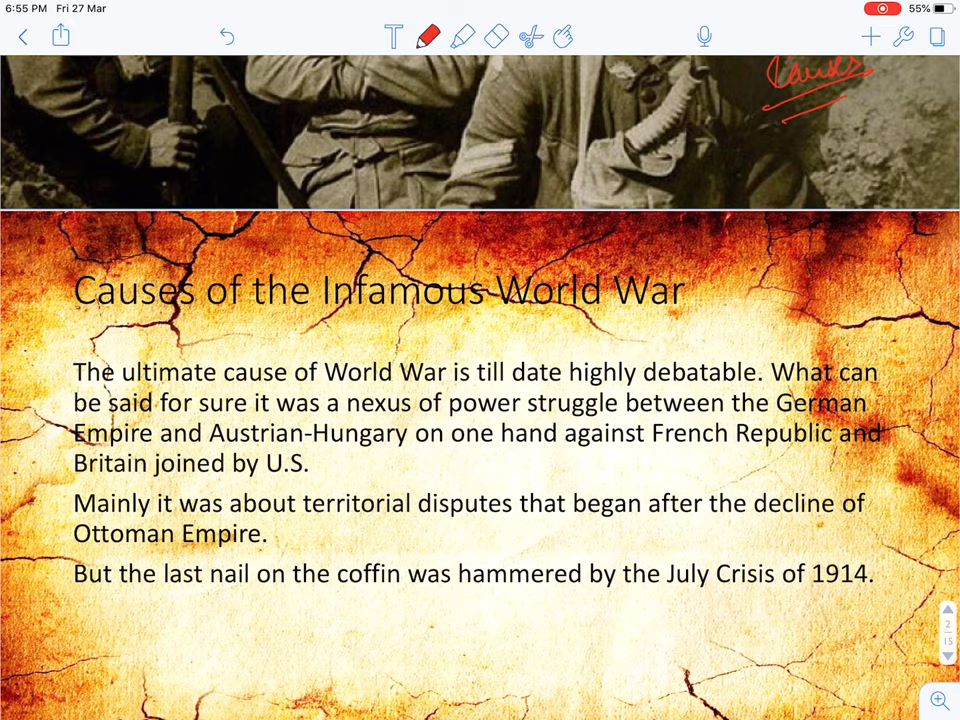 6:55 PM Fri 27 Mar
55%
T
Causes
Causes of the Infamous World War
The ultimate cause of World War is till date highly debatable. What can
be said for sure it was a nexus of power struggle between the German
Empire and Austrian-Hungary on one hand against French Republic and
Britain joined by U.S.
Mainly it was about territorial disputes that began after the decline of
Ottoman Empire.
But the last nail on the coffin was hammered by the July Crisis of 1914.
2
15